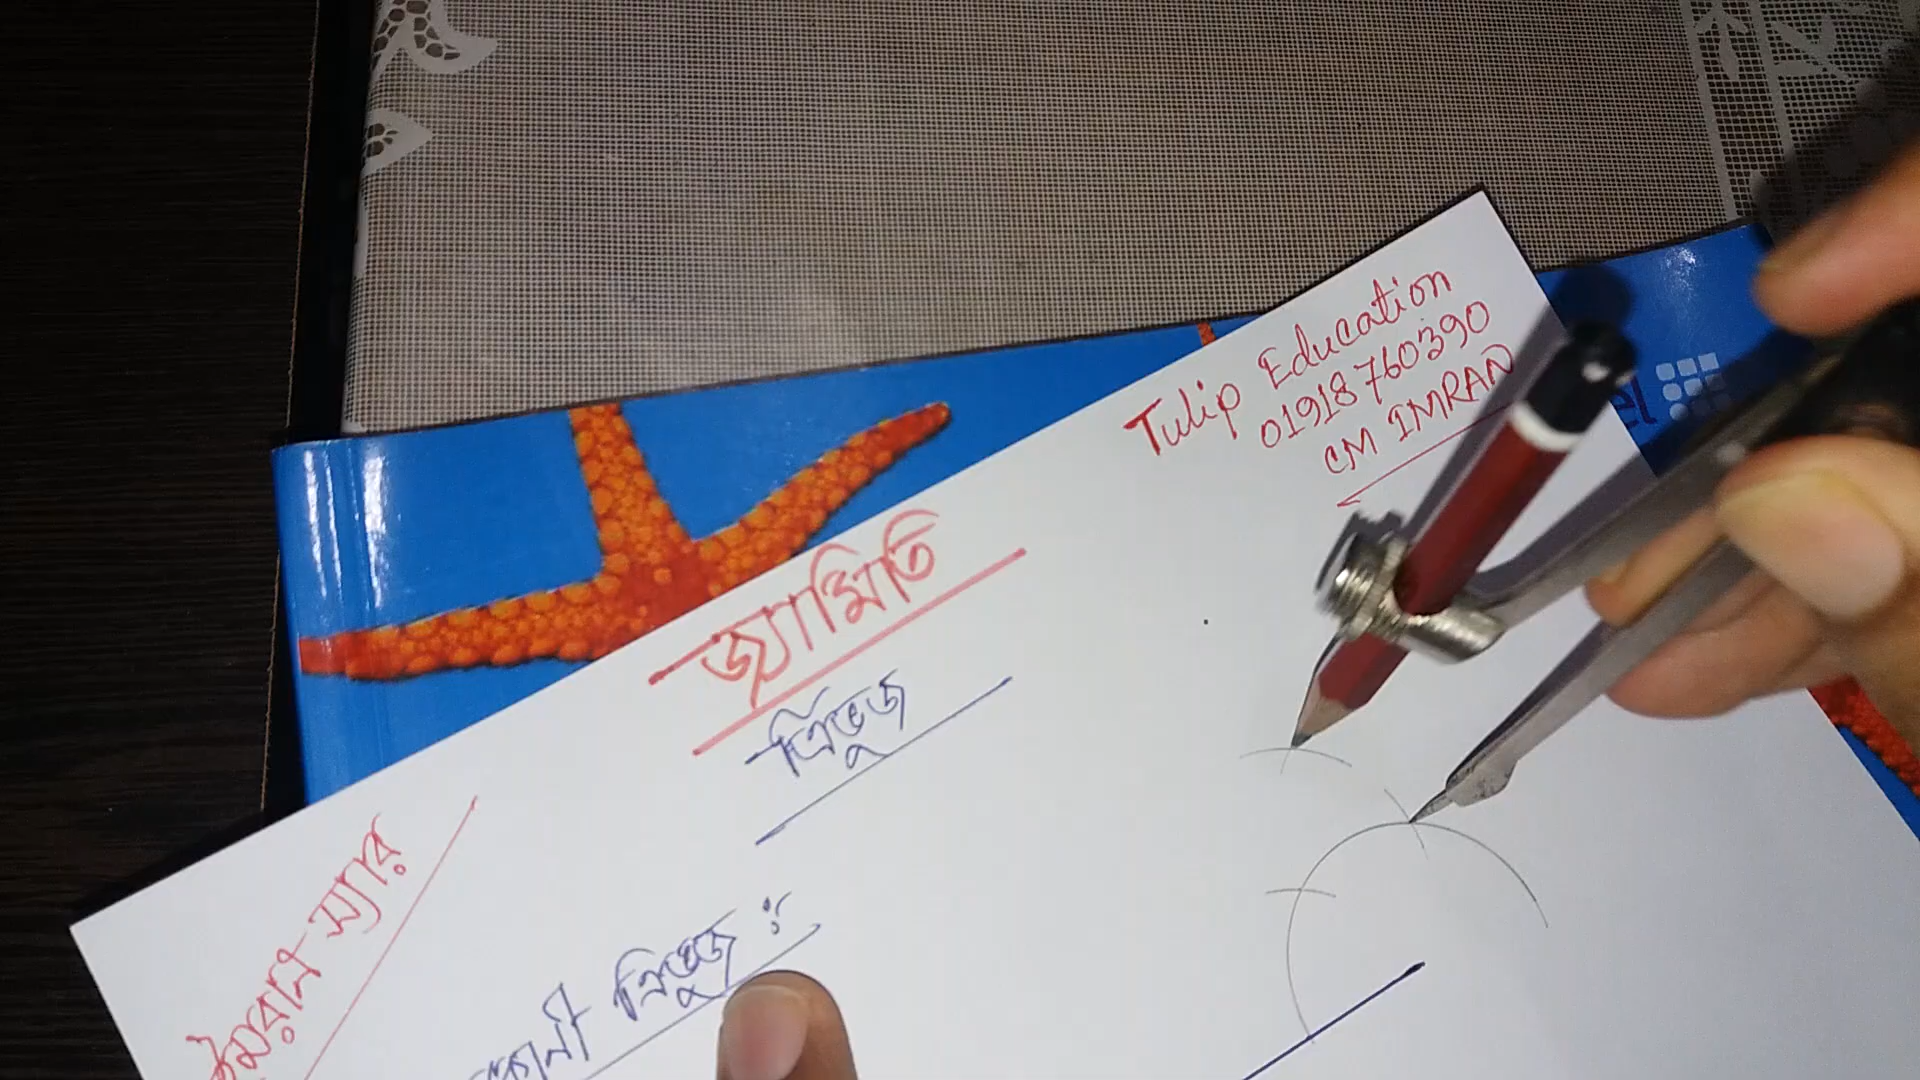 Tulip Education
01918760390
CM IMRAN
জ্যামিতি
ত্রিভুজ
ইমরান স্যার
ত্রিভুজ :